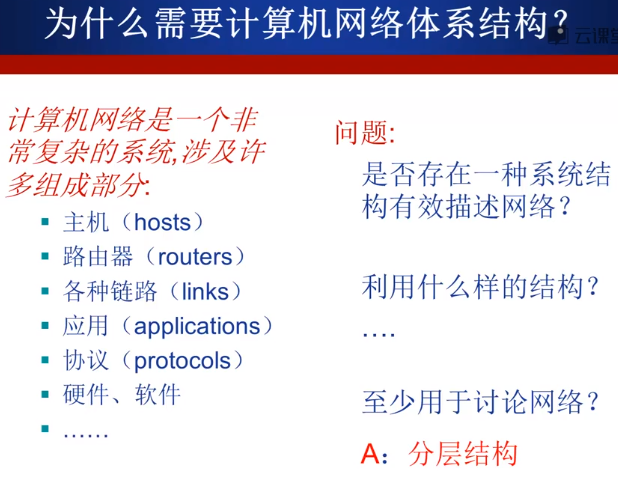 为什么需要计算机网络体系结构?
云课堂
计算机网络是一个非
常复杂的系统,涉及许
多组成部分:
▪ 主机（hosts）
▪ 路由器（routers）
▪ 各种链路（links）
▪ 应用（applications）
▪ 协议（protocols）
▪ 硬件、软件
▪ ……
问题:
是否存在一种系统结
构有效描述网络？
利用什么样的结构？
….
至少用于讨论网络？
A：分层结构